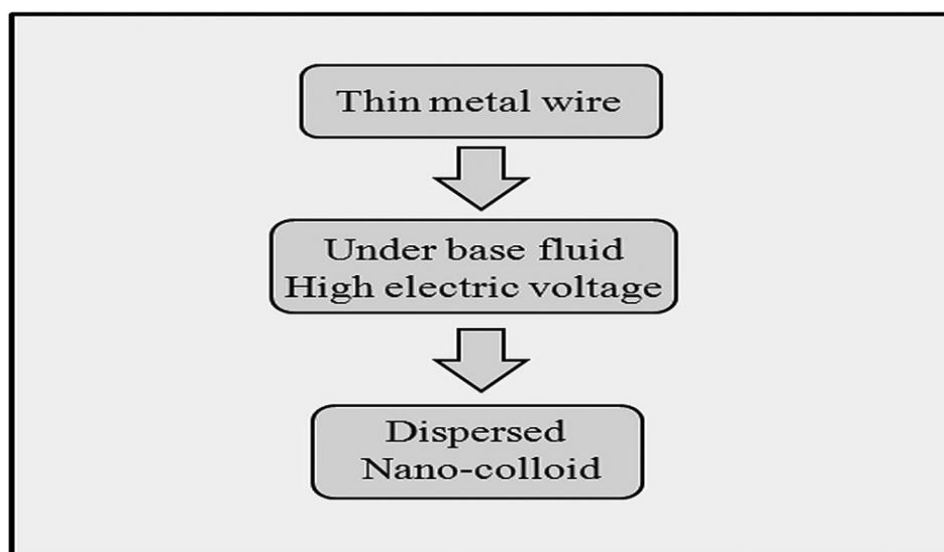 Thin metal wire
Under base fluid
High electric voltage
Dispersed
Nano-colloid